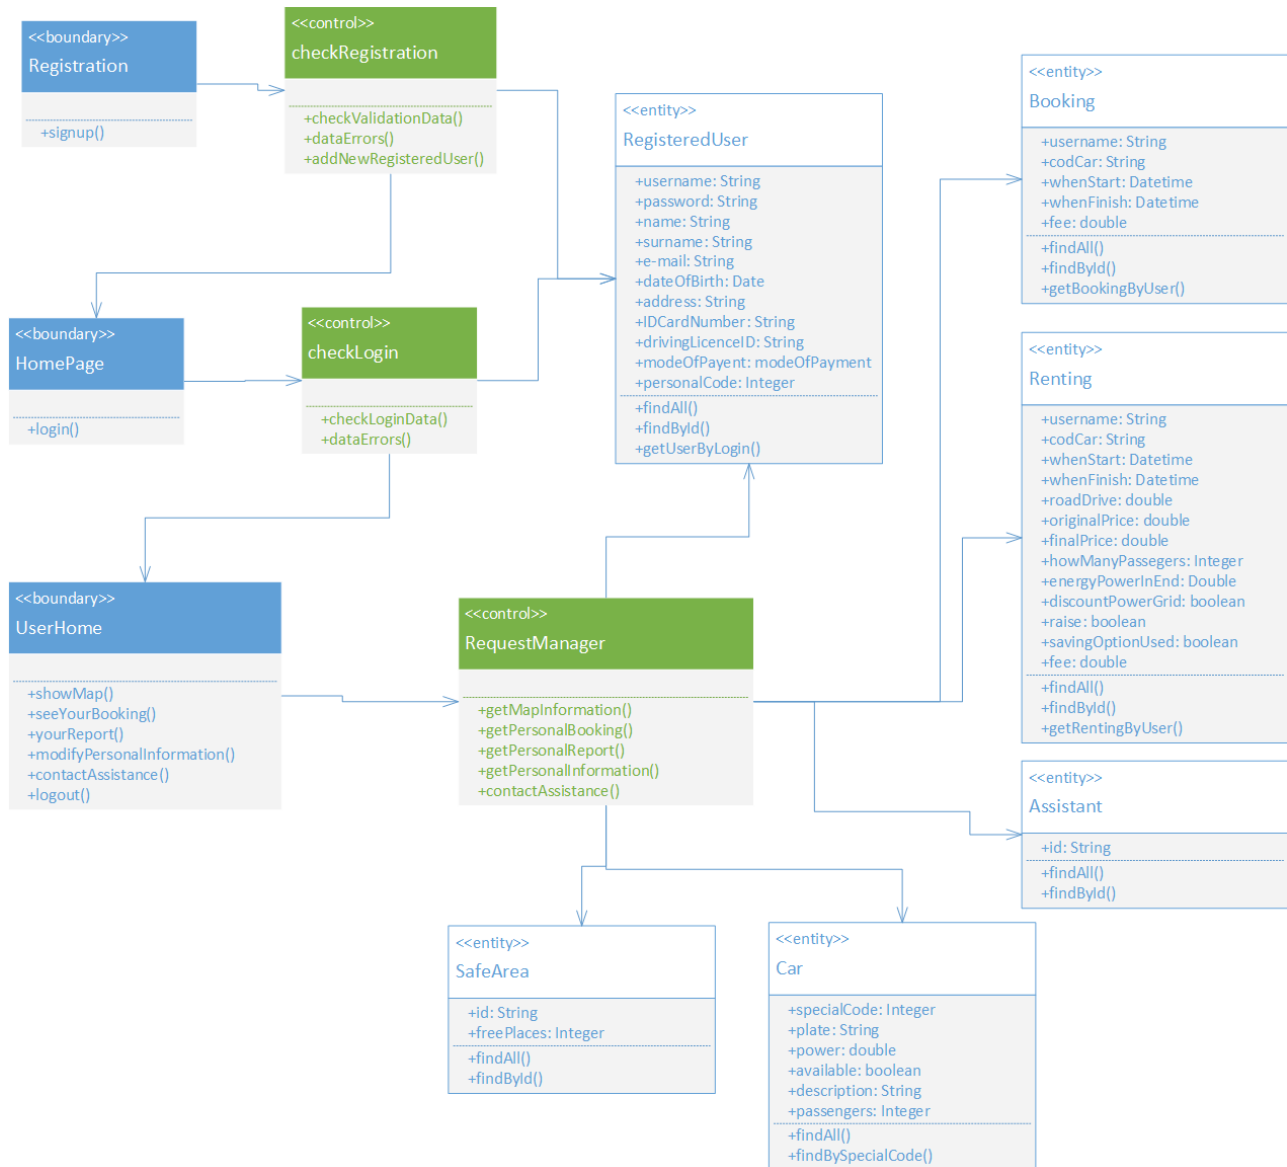 <<boundary>>
Registration
+signup()
<<control>>
checkRegistration
+checkValidationData()
+dataErrors()
+addNewRegisteredUser()
<<entity>>
RegisteredUser
+username: String
+password: String
+name: String
+surname: String
+e-mail: String
+dateOfBirth: Date
+address: String
+IDCardNumber: String
+drivingLicenceID: String
+modeOfPayent: modeOfPayment
+personalCode: Integer
+findAll()
+findById()
+getUserByLogin()
<<entity>>
Booking
+username: String
+codCar: String
+whenStart: Datetime
+whenFinish: Datetime
+fee: double
+findAll()
+findById()
+getBookingByUser()
<<boundary>>
HomePage
+login()
<<control>>
checkLogin
+checkLoginData()
+dataErrors()
<<entity>>
Renting
+username: String
+codCar: String
+whenStart: Datetime
+whenFinish: Datetime
+roadDrive: double
+originalPrice: double
+finalPrice: double
+howManyPassegers: Integer
+energyPowerInEnd: Double
+discountPowerGrid: boolean
+raise: boolean
+savingOptionUsed: boolean
+fee: double
+findAll()
+findById()
+getRentingByUser()
<<boundary>>
UserHome
+showMap()
+seeYourBooking()
+yourReport()
+modifyPersonalInformation()
+contactAssistance()
+logout()
<<control>>
RequestManager
+getMapInformation()
+getPersonalBooking()
+getPersonalReport()
+getPersonalInformation()
+contactAssistance()
<<entity>>
Assistant
+id: String
+findAll()
+findById()
<<entity>>
SafeArea
+id: String
+freePlaces: Integer
+findAll()
+findById()
<<entity>>
Car
+specialCode: Integer
+plate: String
+power: double
+available: boolean
+description: String
+passengers: Integer
+findAll()
+findBySpecialCode()